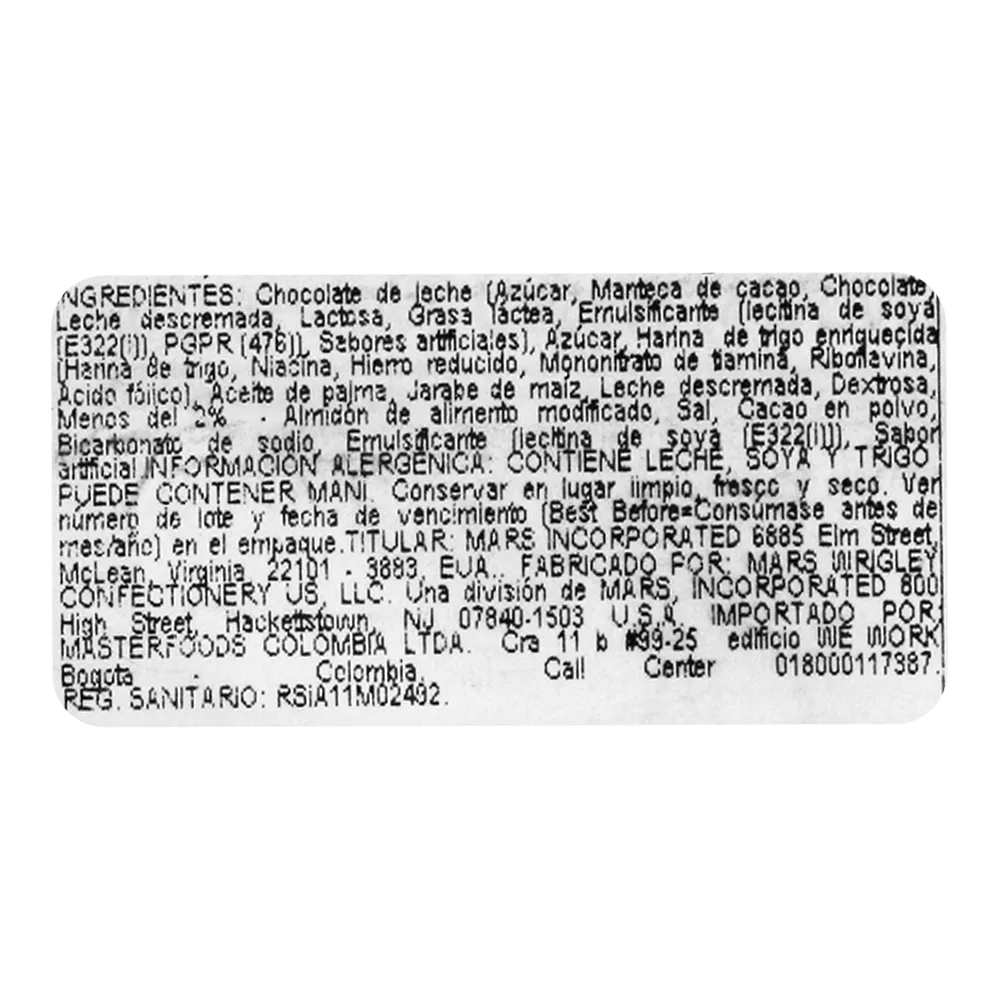 INGREDIENTES: Chocolate de leche (Azúcar, Manteca de cacao, Chocolate,
Leche descremada, Lactosa, Grasa láctea, Emulsificante (lecitina de soya
(E322(i)), PGPR (476)), Sabores artificiales), Azúcar, Harina de trigo enriquecida
(Harina de trigo, Niacina, Hierro reducido, Mononitrato de tiamina, Riboflavina,
Ácido fólico), Aceite de palma, Jarabe de maíz, Leche descremada, Dextrosa,
Menos del 2% - Almidón de alimento modificado, Sal, Cacao en polvo,
Bicarbonato de sodio, Emulsificante (lecitina de soya (E322(i))), Sabor
artificial.INFORMACIÓN ALERGÉNICA: CONTIENE LECHE, SOYA Y TRIGO.
PUEDE CONTENER MANÍ. Conservar en lugar limpio, fresco y seco. Ver
número de lote y fecha de vencimiento (Best Before=Consúmase antes de
mes/año) en el empaque.TITULAR: MARS INCORPORATED 6885 Elm Street,
McLean, Virginia 22101 - 3883, EUA.. FABRICADO POR: MARS WRIGLEY
CONFECTIONERY US, LLC. Una división de MARS, INCORPORATED 800
High Street, Hackettstown, NJ 07840-1503 U.S.A. IMPORTADO POR:
MASTERFOODS COLOMBIA LTDA. Cra 11 b #99-25 edificio WE WORK
Bogota - Colombia. Call Center 018000117387.
REG. SANITARIO: RSiA11M02492.